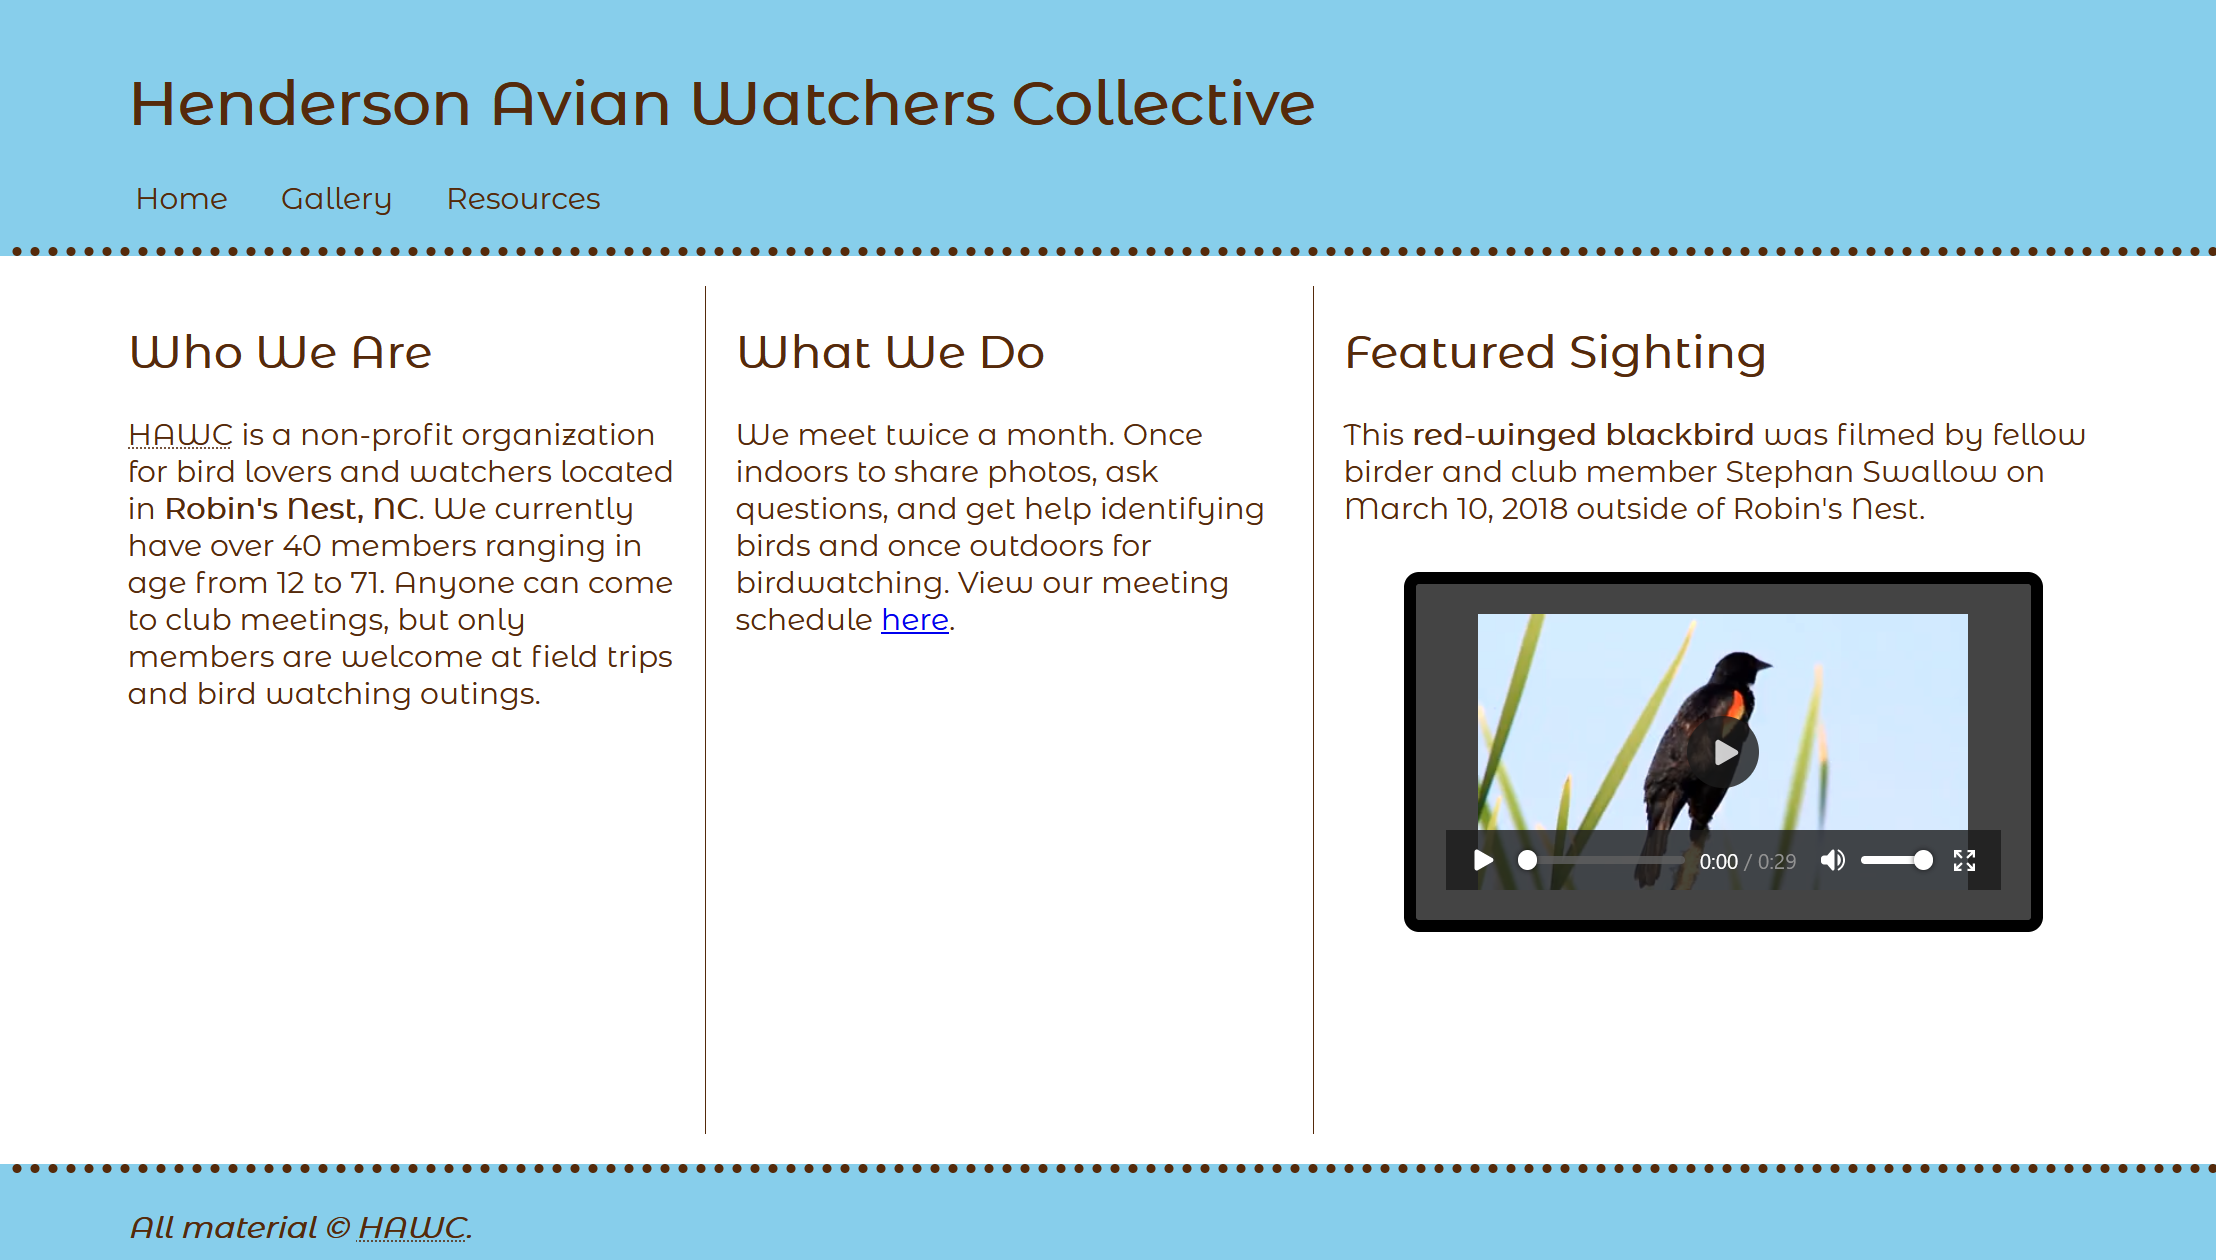 Henderson Avian Watchers Collective
Home Gallery Resources
Who We Are
HAWC is a non-profit organization
for bird lovers and watchers located
in Robin's Nest, NC. We currently
have over 40 members ranging in
age from 12 to 71. Anyone can come
to club meetings, but only
members are welcome at field trips
and bird watching outings.
What We Do
We meet twice a month. Once
indoors to share photos, ask
questions, and get help identifying
birds and once outdoors for
birdwatching. View our meeting
schedule here.
Featured Sighting
This red-winged blackbird was filmed by fellow
birder and club member Stephan Swallow on
March 10, 2018 outside of Robin's Nest.
0:00 / 0:29
All material © HAWC.